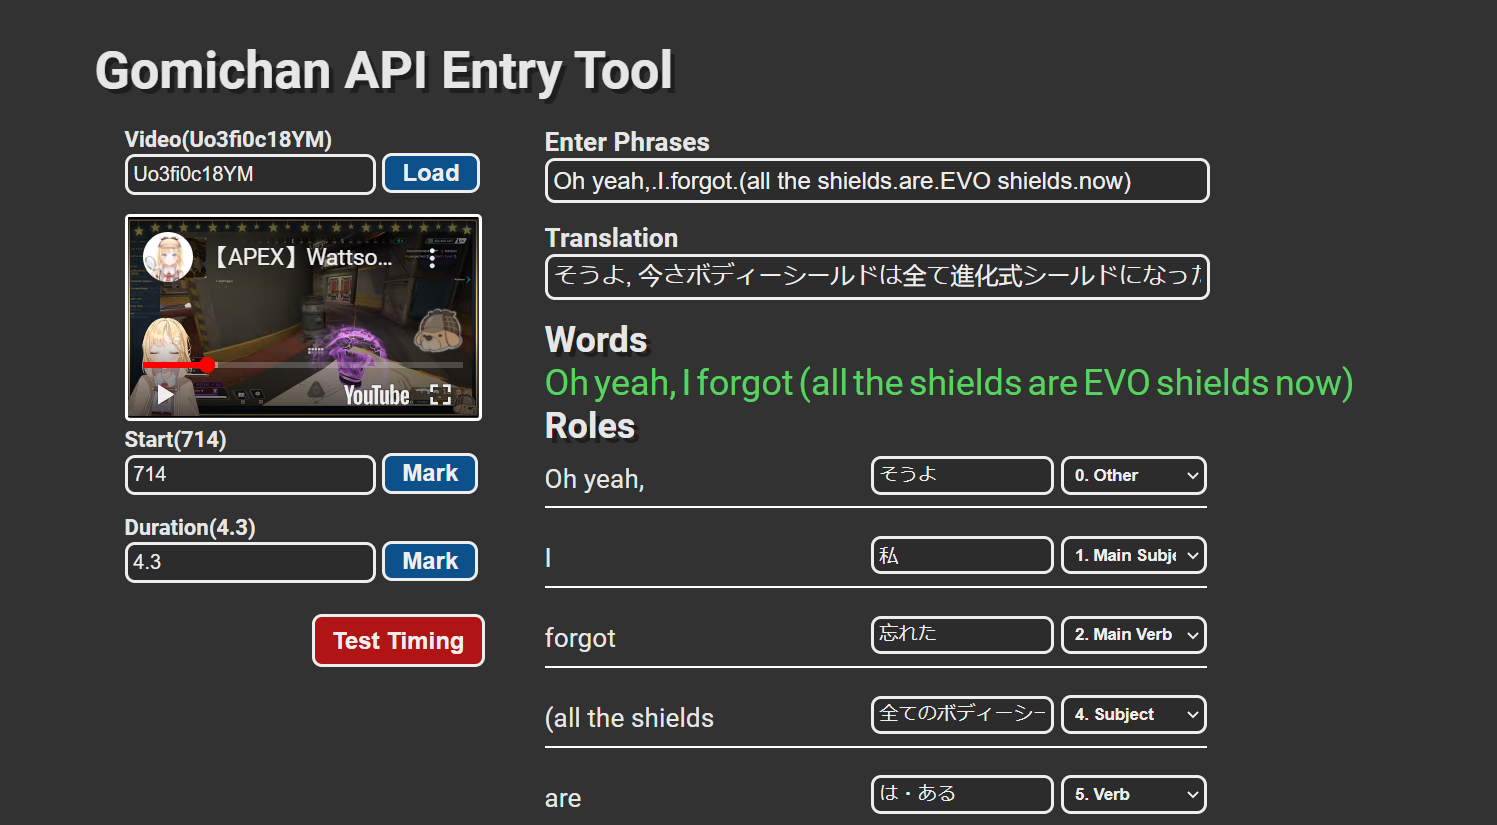 Gomichan API Entry Tool
Video(Uo3fi0c18YM)
Uo3fi0c18YM
Load
【APEX】Wattso...
YouTube
Start(714)
714
Mark
Duration(4.3)
4.3
Mark
Test Timing
Enter Phrases
Oh yeah,.I.forgot.(all the shields.are.EVO shields.now)
Translation
そうよ, 今さボディーシールドは全て進化式シールドになった
Words
Oh yeah, I forgot (all the shields are EVO shields now)
Roles
Oh yeah,
そうよ
0. Other
I
私
1. Main Subje
forgot
忘れた
2. Main Verb
(all the shields
全てのボディーシー
4. Subject
are
は・ある
5. Verb